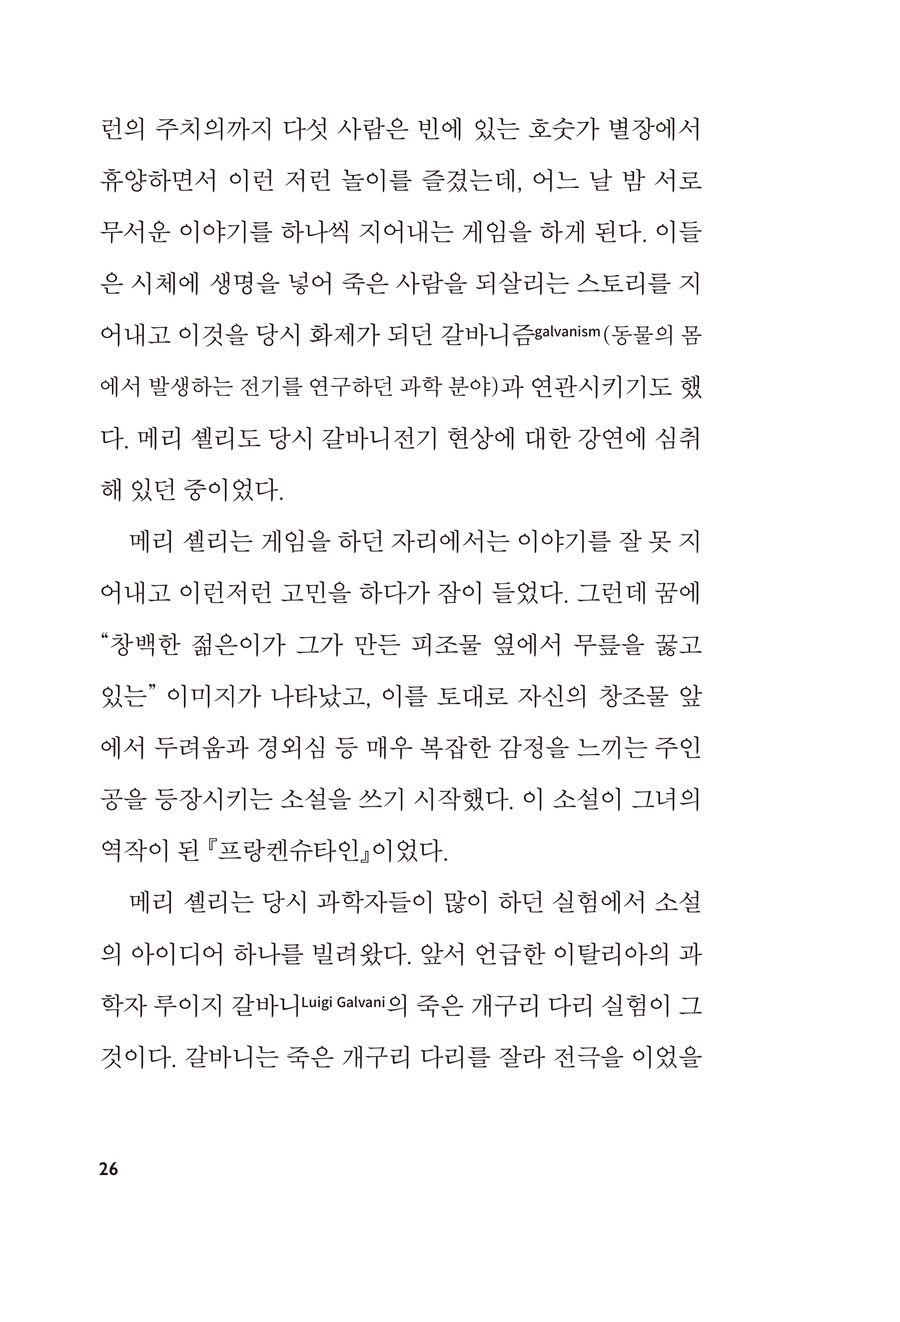 런의 주치의까지 다섯 사람은 빈에 있는 호숫가 별장에서
휴양하면서 이런 저런 놀이를 즐겼는데, 어느 날 밤 서로
무서운 이야기를 하나씩 지어내는 게임을 하게 된다. 이들
은 시체에 생명을 넣어 죽은 사람을 되살리는 스토리를 지
어내고 이것을 당시 화제가 되던 갈바니즘galvanism(동물의 몸
에서 발생하는 전기를 연구하던 과학 분야)과 연관시키기도 했
다. 메리 셸리도 당시 갈바니전기 현상에 대한 강연에 심취
해 있던 중이었다.
메리 셸리는 게임을 하던 자리에서는 이야기를 잘 못 지
어내고 이런저런 고민을 하다가 잠이 들었다. 그런데 꿈에
“창백한 젊은이가 그가 만든 피조물 옆에서 무릎을 꿇고
있는” 이미지가 나타났고, 이를 토대로 자신의 창조물 앞
에서 두려움과 경외심 등 매우 복잡한 감정을 느끼는 주인
공을 등장시키는 소설을 쓰기 시작했다. 이 소설이 그녀의
역작이 된 『프랑켄슈타인』이었다.
메리 셸리는 당시 과학자들이 많이 하던 실험에서 소설
의 아이디어 하나를 빌려왔다. 앞서 언급한 이탈리아의 과
학자 루이지 갈바니Luigi Galvani의 죽은 개구리 다리 실험이 그
것이다. 갈바니는 죽은 개구리 다리를 잘라 전극을 이었을
26